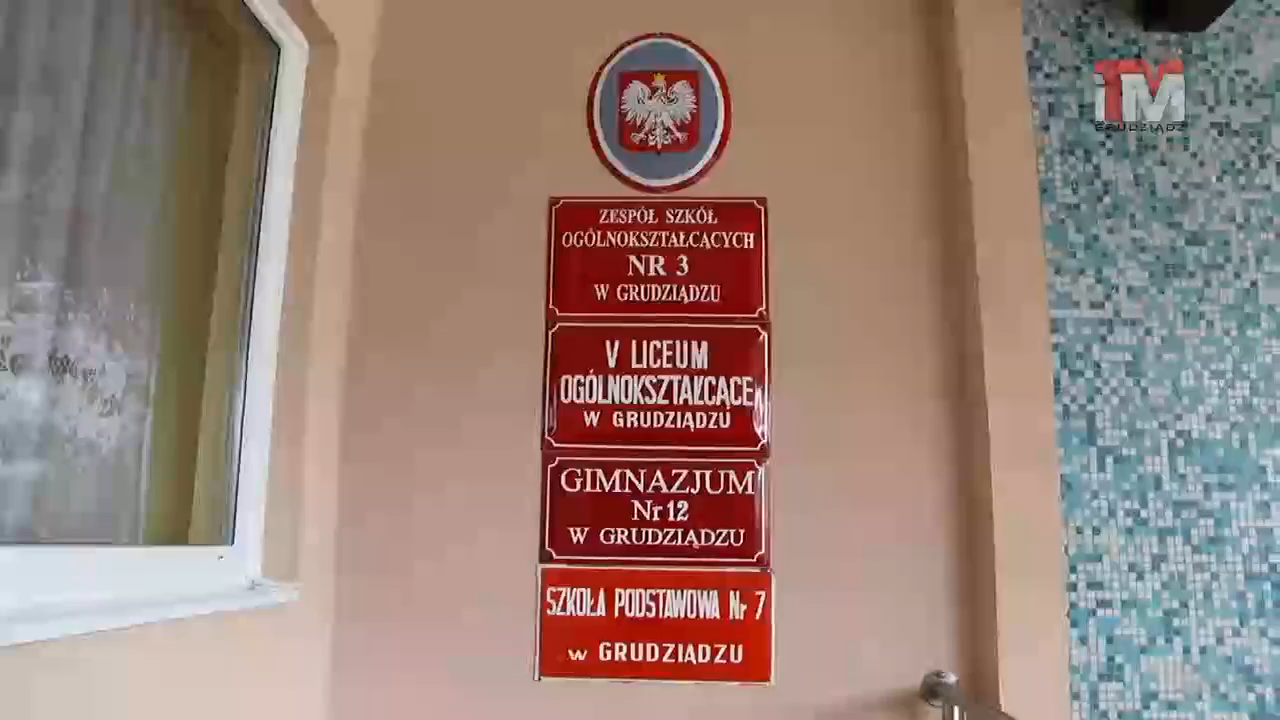 iTM
GRUDZIĄDZ
ZESPÓŁ SZKÓŁ
OGÓLNOKSZTAŁCĄCYCH
NR 3
W GRUDZIĄDZU
V LICEUM
OGÓLNOKSZTAŁCĄCE
W GRUDZIĄDZU
GIMNAZJUM
Nr 12
W GRUDZIĄDZU
SZKOŁA PODSTAWOWA Nr 7
w GRUDZIĄDZU